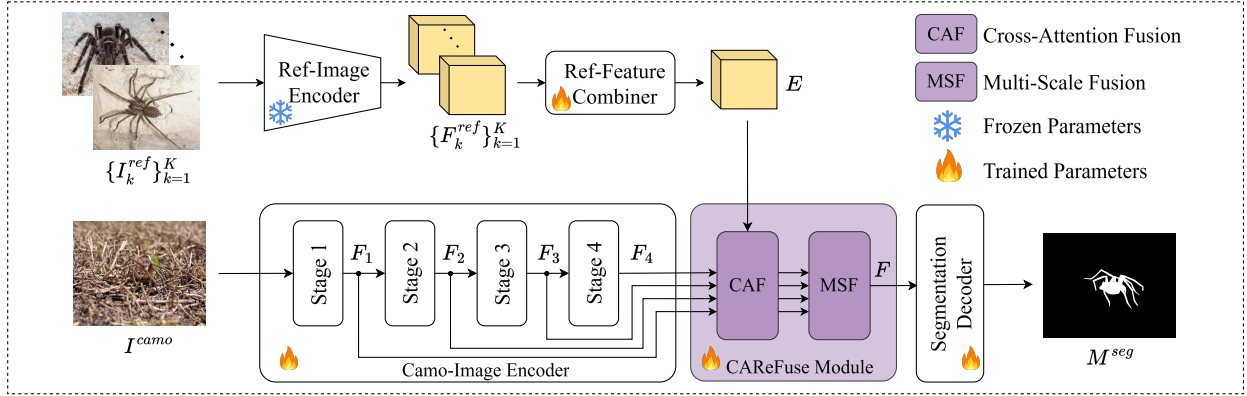 Ref-Image
Encoder
Ref-Feature
Combiner
E
{I_k^{ref}}_{k=1}^K
{F_k^{ref}}_{k=1}^K
CAF Cross-Attention Fusion
MSF Multi-Scale Fusion
Frozen Parameters
Trained Parameters
Stage 1
F_1
Stage 2
F_2
Stage 3
F_3
Stage 4
F_4
CAF
MSF
F
Segmentation
Decoder
I^{camo}
Camo-Image Encoder
CAReFuse Module
M^{seg}